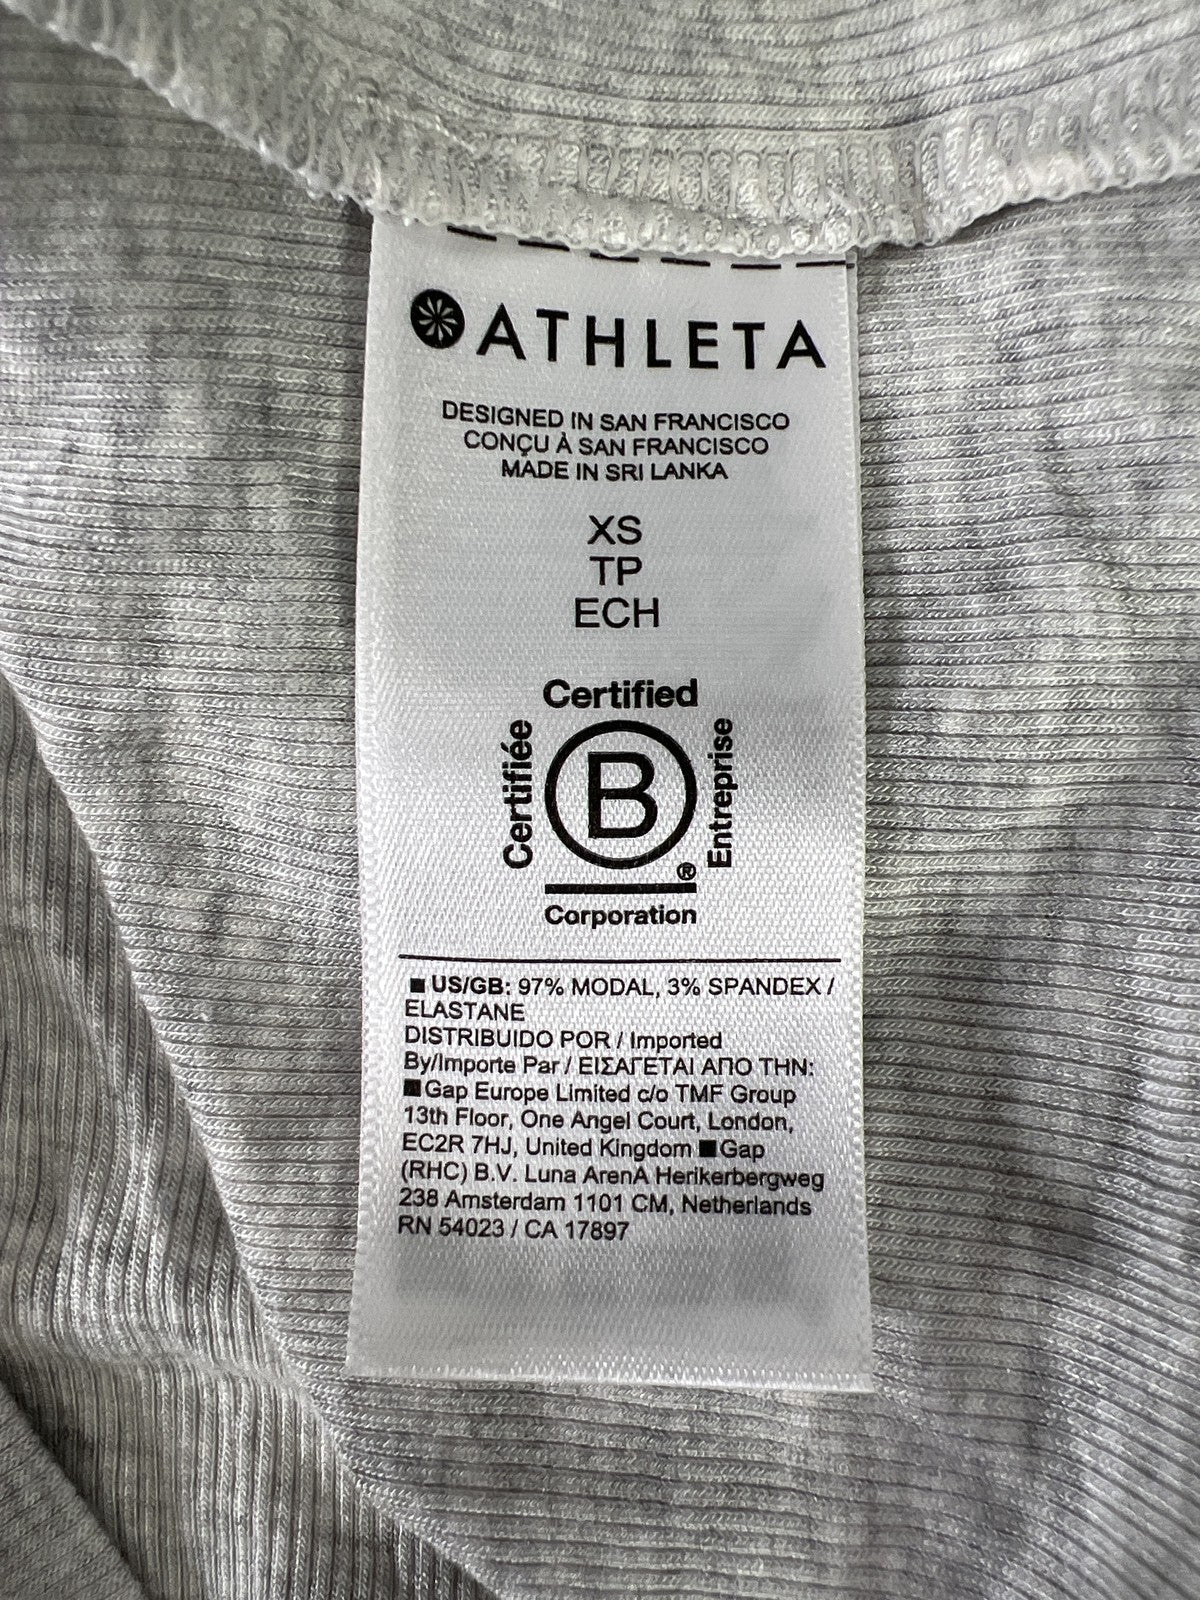 ATHLETA
DESIGNED IN SAN FRANCISCO
CONÇU À SAN FRANCISCO
MADE IN SRI LANKA
XS
TP
ECH
Certified
Certifiée
B
Entreprise
®
Corporation
■ US/GB: 97% MODAL, 3% SPANDEX /
ELASTANE
DISTRIBUIDO POR / Imported
By/Importe Par / ΕΙΣΑΓΕΤΑΙ ΑΠΟ ΤΗΝ:
■ Gap Europe Limited c/o TMF Group
13th Floor, One Angel Court, London,
EC2R 7HJ, United Kingdom ■ Gap
(RHC) B.V. Luna ArenA Herikerbergweg
238 Amsterdam 1101 CM, Netherlands
RN 54023 / CA 17897